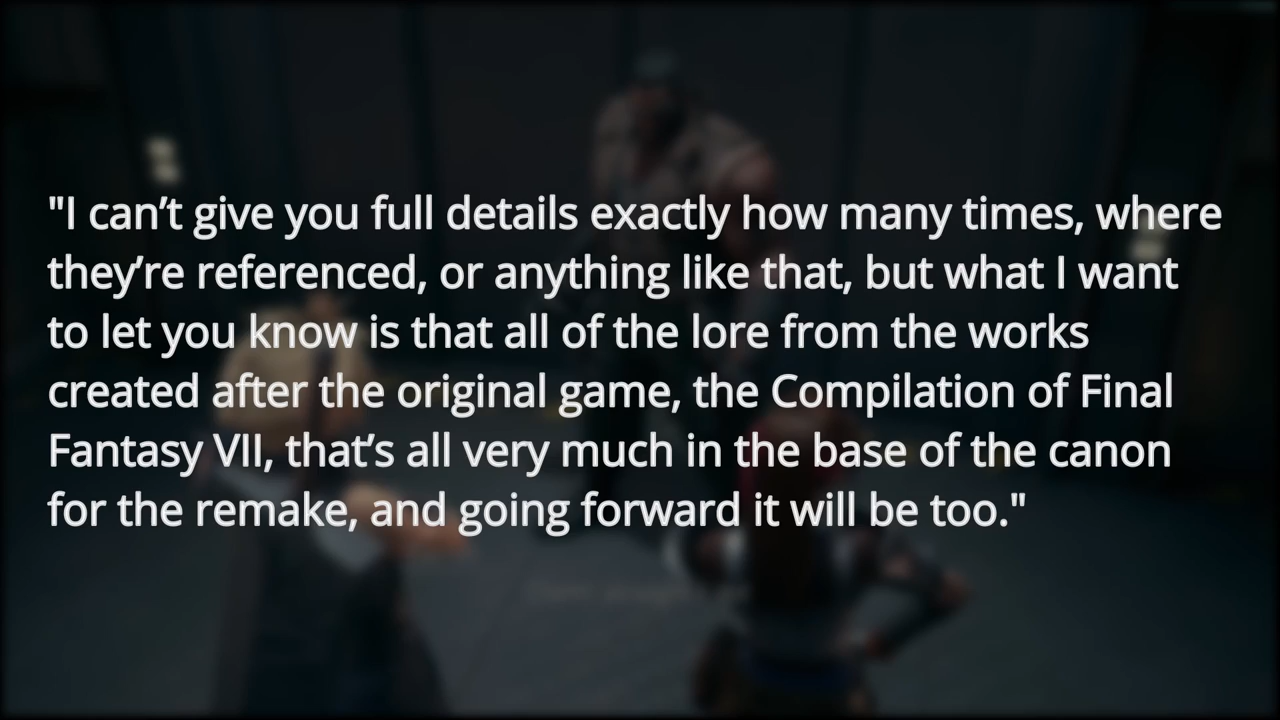 "I can’t give you full details exactly how many times, where
they’re referenced, or anything like that, but what I want
to let you know is that all of the lore from the works
created after the original game, the Compilation of Final
Fantasy VII, that’s all very much in the base of the canon
for the remake, and going forward it will be too."